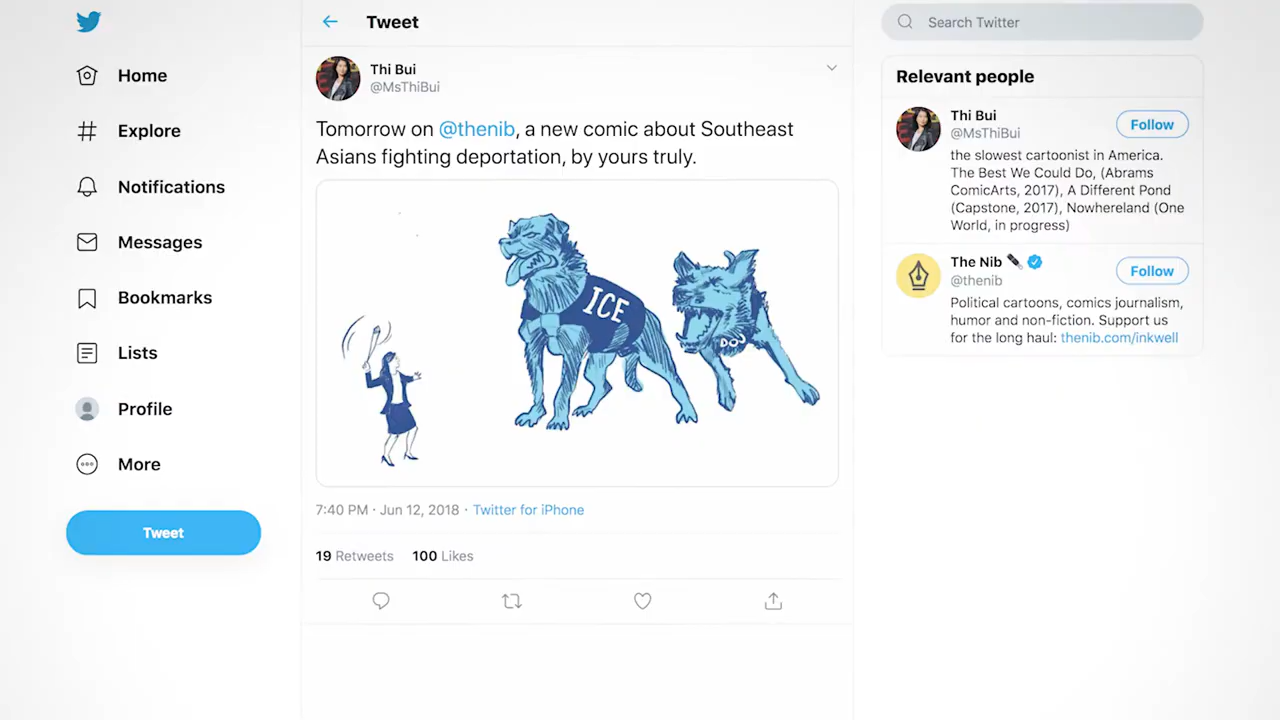 Home
Explore
Notifications
Messages
Bookmarks
Lists
Profile
More
Tweet
Tweet
Thi Bui
@MsThiBui
Tomorrow on @thenib, a new comic about Southeast
Asians fighting deportation, by yours truly.
ICE
DOJ
7:40 PM · Jun 12, 2018 · Twitter for iPhone
19 Retweets 100 Likes
Search Twitter
Relevant people
Thi Bui
@MsThiBui
Follow
the slowest cartoonist in America.
The Best We Could Do, (Abrams
ComicArts, 2017), A Different Pond
(Capstone, 2017), Nowhereland (One
World, in progress)
The Nib
@thenib
Follow
Political cartoons, comics journalism,
humor and non-fiction. Support us
for the long haul: thenib.com/inkwell